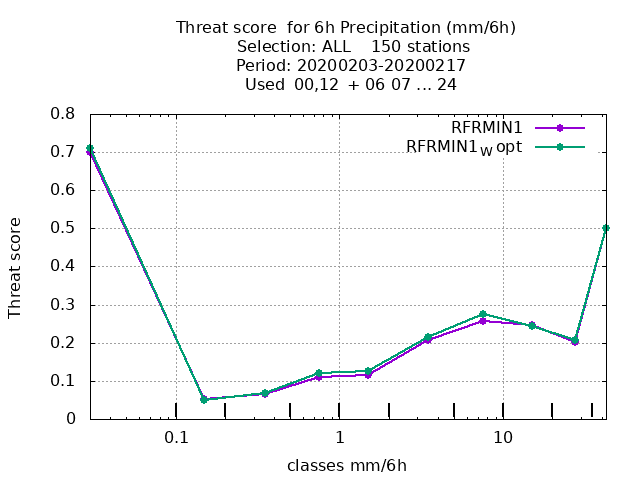 Threat score  for 6h Precipitation (mm/6h)
Selection: ALL    150 stations
Period: 20200203-20200217
Used  00,12  + 06 07 ... 24
RFRMIN1
RFRMIN1W opt
0.8
0.7
0.6
0.5
0.4
0.3
0.2
0.1
0
Threat score
0.1 1 10
classes mm/6h